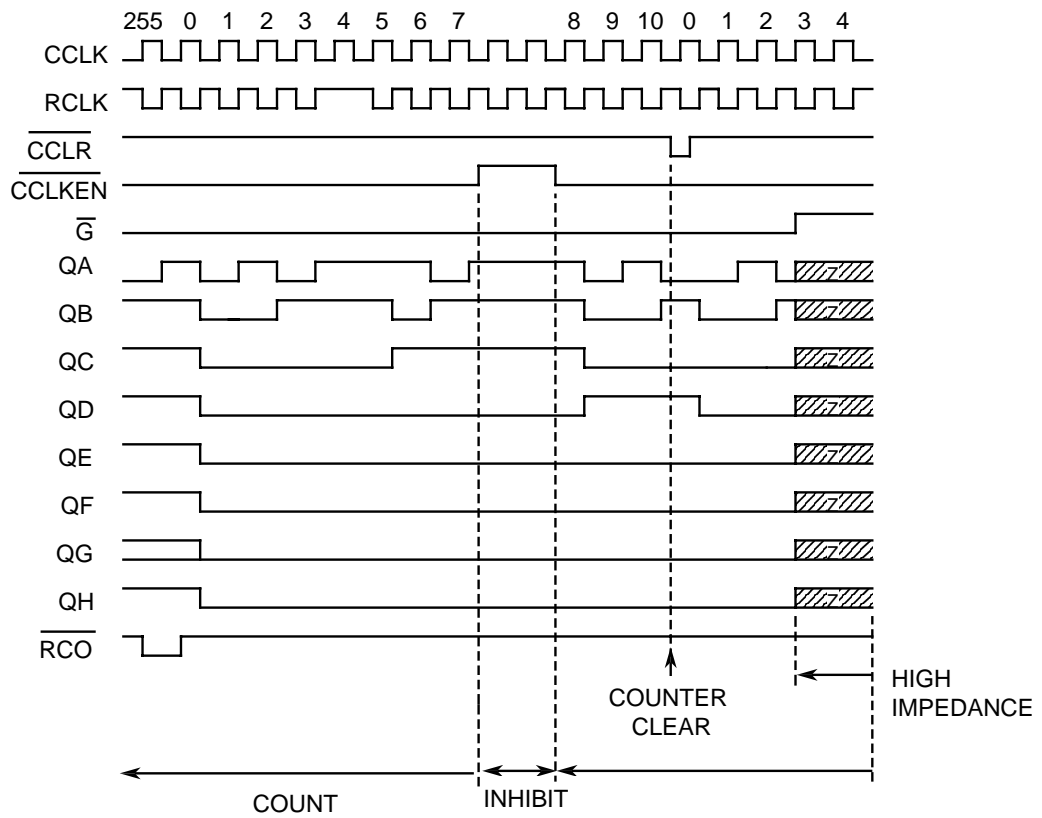 255 0 1 2 3 4 5 6 7 8 9 10 0 1 2 3 4
CCLK
RCLK
CCLR
CCLKEN
G
QA Z
QB Z
QC Z
QD Z
QE Z
QF Z
QG Z
QH Z
RCO
COUNTER
CLEAR
HIGH
IMPEDANCE
COUNT
INHIBIT